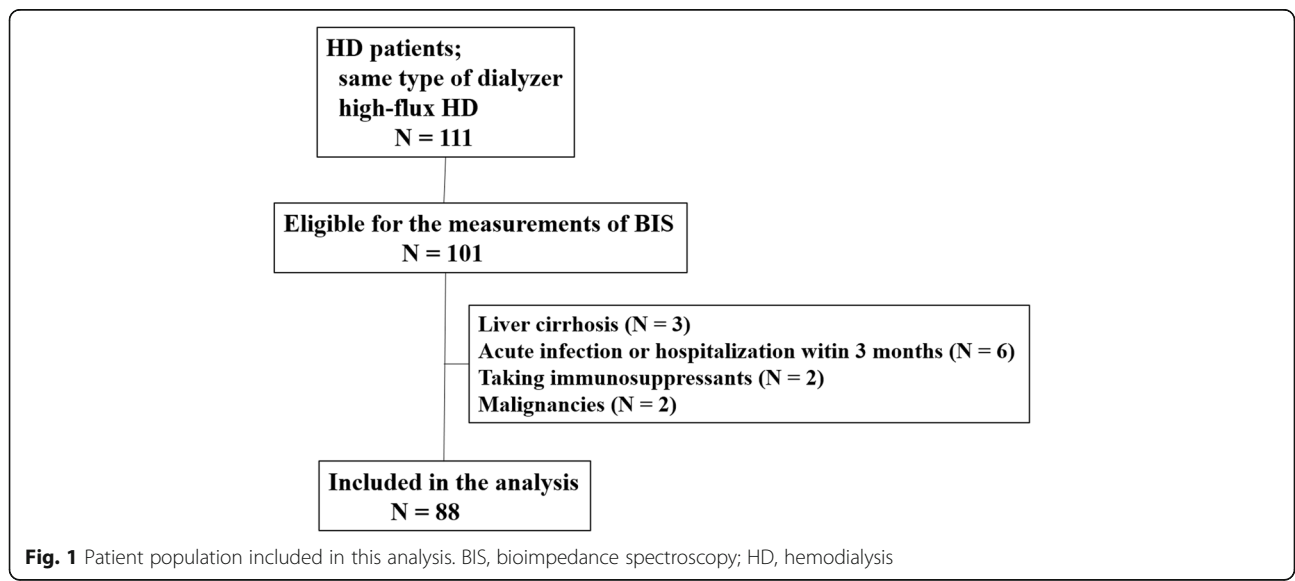 HD patients;
same type of dialyzer
high-flux HD
N = 111
Eligible for the measurements of BIS
N = 101
Liver cirrhosis (N = 3)
Acute infection or hospitalization witin 3 months (N = 6)
Taking immunosuppressants (N = 2)
Malignancies (N = 2)
Included in the analysis
N = 88
Fig. 1 Patient population included in this analysis. BIS, bioimpedance spectroscopy; HD, hemodialysis